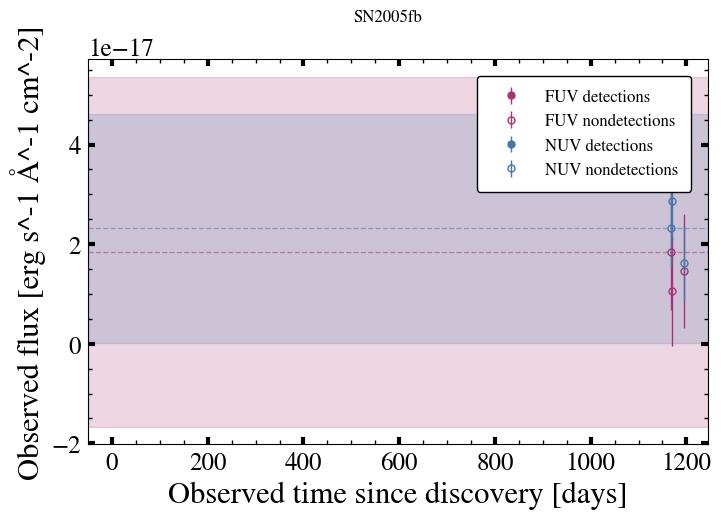 SN2005fb
1e−17
Observed flux [erg s^-1 Å^-1 cm^-2]
4
2
0
−2
FUV detections
FUV nondetections
NUV detections
NUV nondetections
0 200 400 600 800 1000 1200
Observed time since discovery [days]